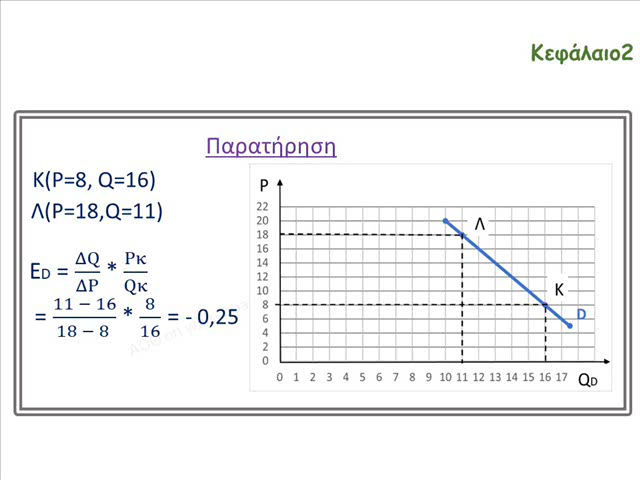 Κεφάλαιο2
Παρατήρηση
Κ(P=8, Q=16)
Λ(P=18,Q=11)
ED = ΔQ/ΔP * Pκ/Qκ
= 11 − 16/18 − 8 * 8/16 = - 0,25
P
22
20
18
16
14
12
10
8
6
4
2
0
Λ
Κ
D
0 1 2 3 4 5 6 7 8 9 10 11 12 13 14 15 16 17
QD